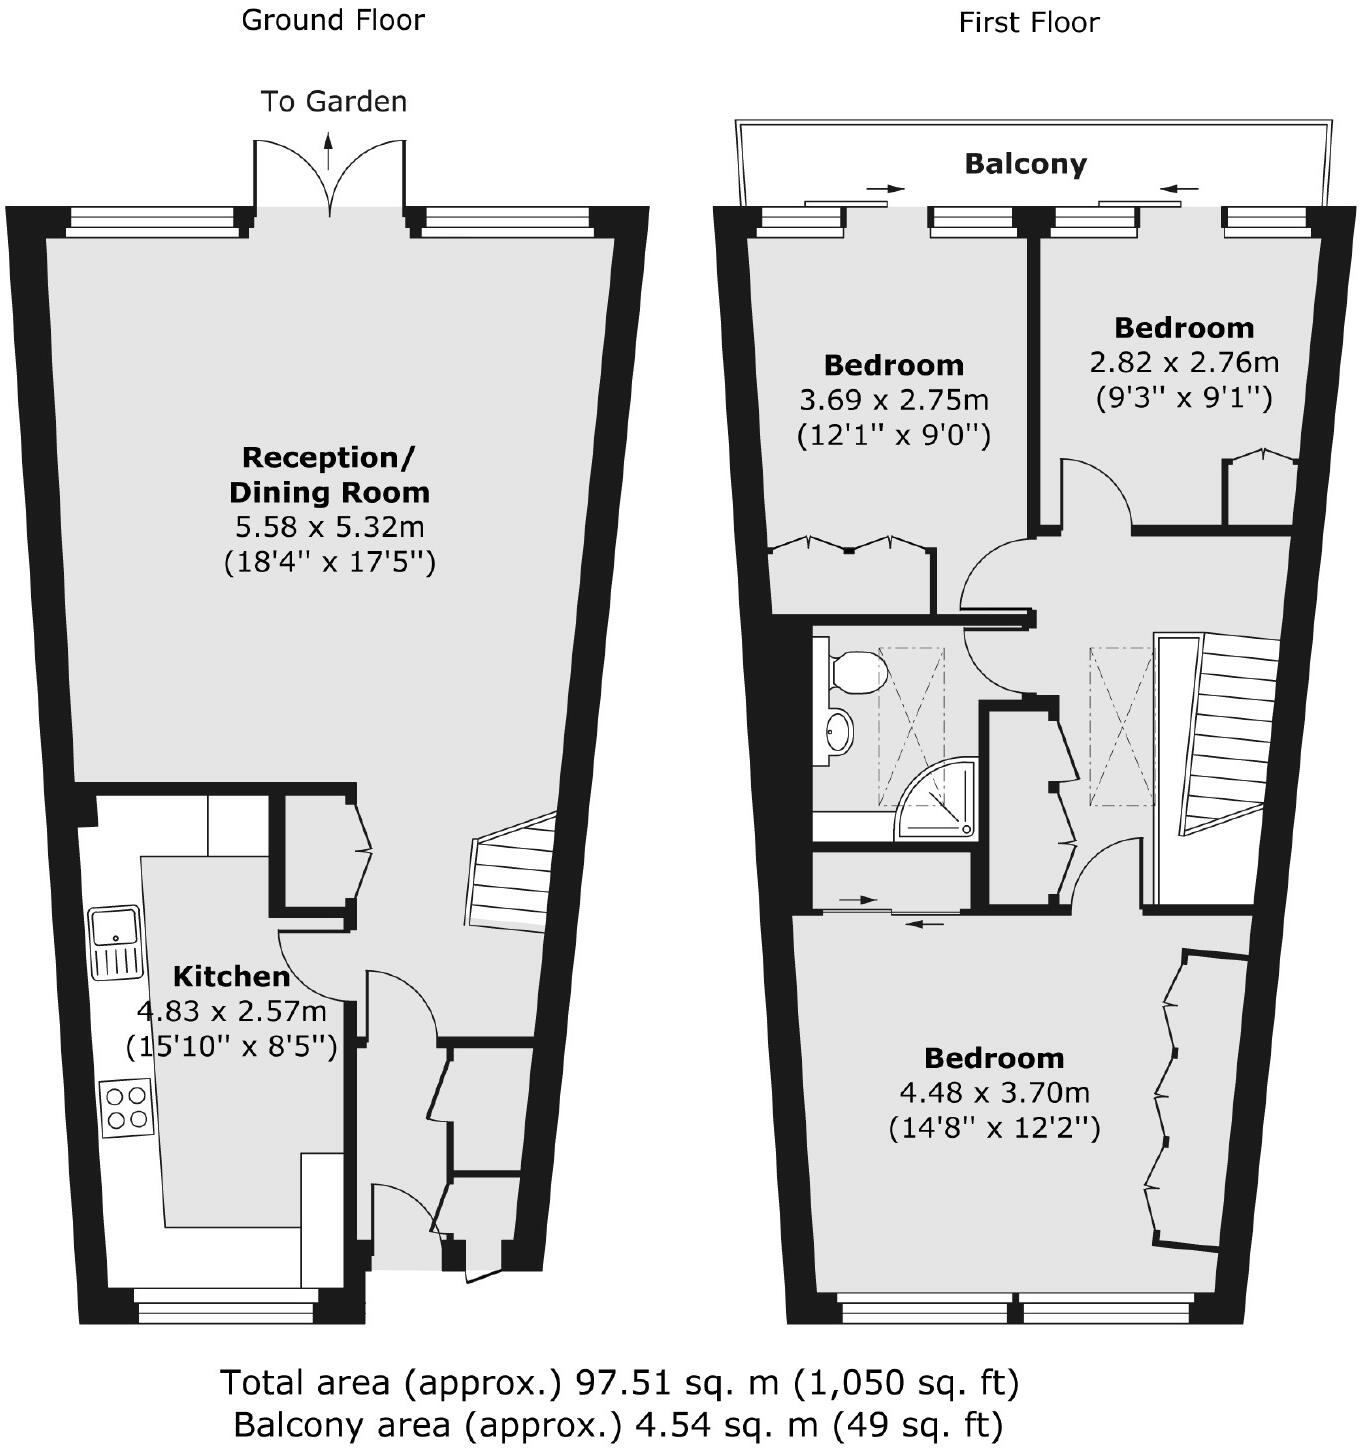 Ground Floor
First Floor
To Garden
Balcony
Reception/
Dining Room
5.58 x 5.32m
(18'4" x 17'5")
Kitchen
4.83 x 2.57m
(15'10" x 8'5")
Bedroom
3.69 x 2.75m
(12'1" x 9'0")
Bedroom
2.82 x 2.76m
(9'3" x 9'1")
Bedroom
4.48 x 3.70m
(14'8" x 12'2")
Total area (approx.) 97.51 sq. m (1,050 sq. ft)
Balcony area (approx.) 4.54 sq. m (49 sq. ft)